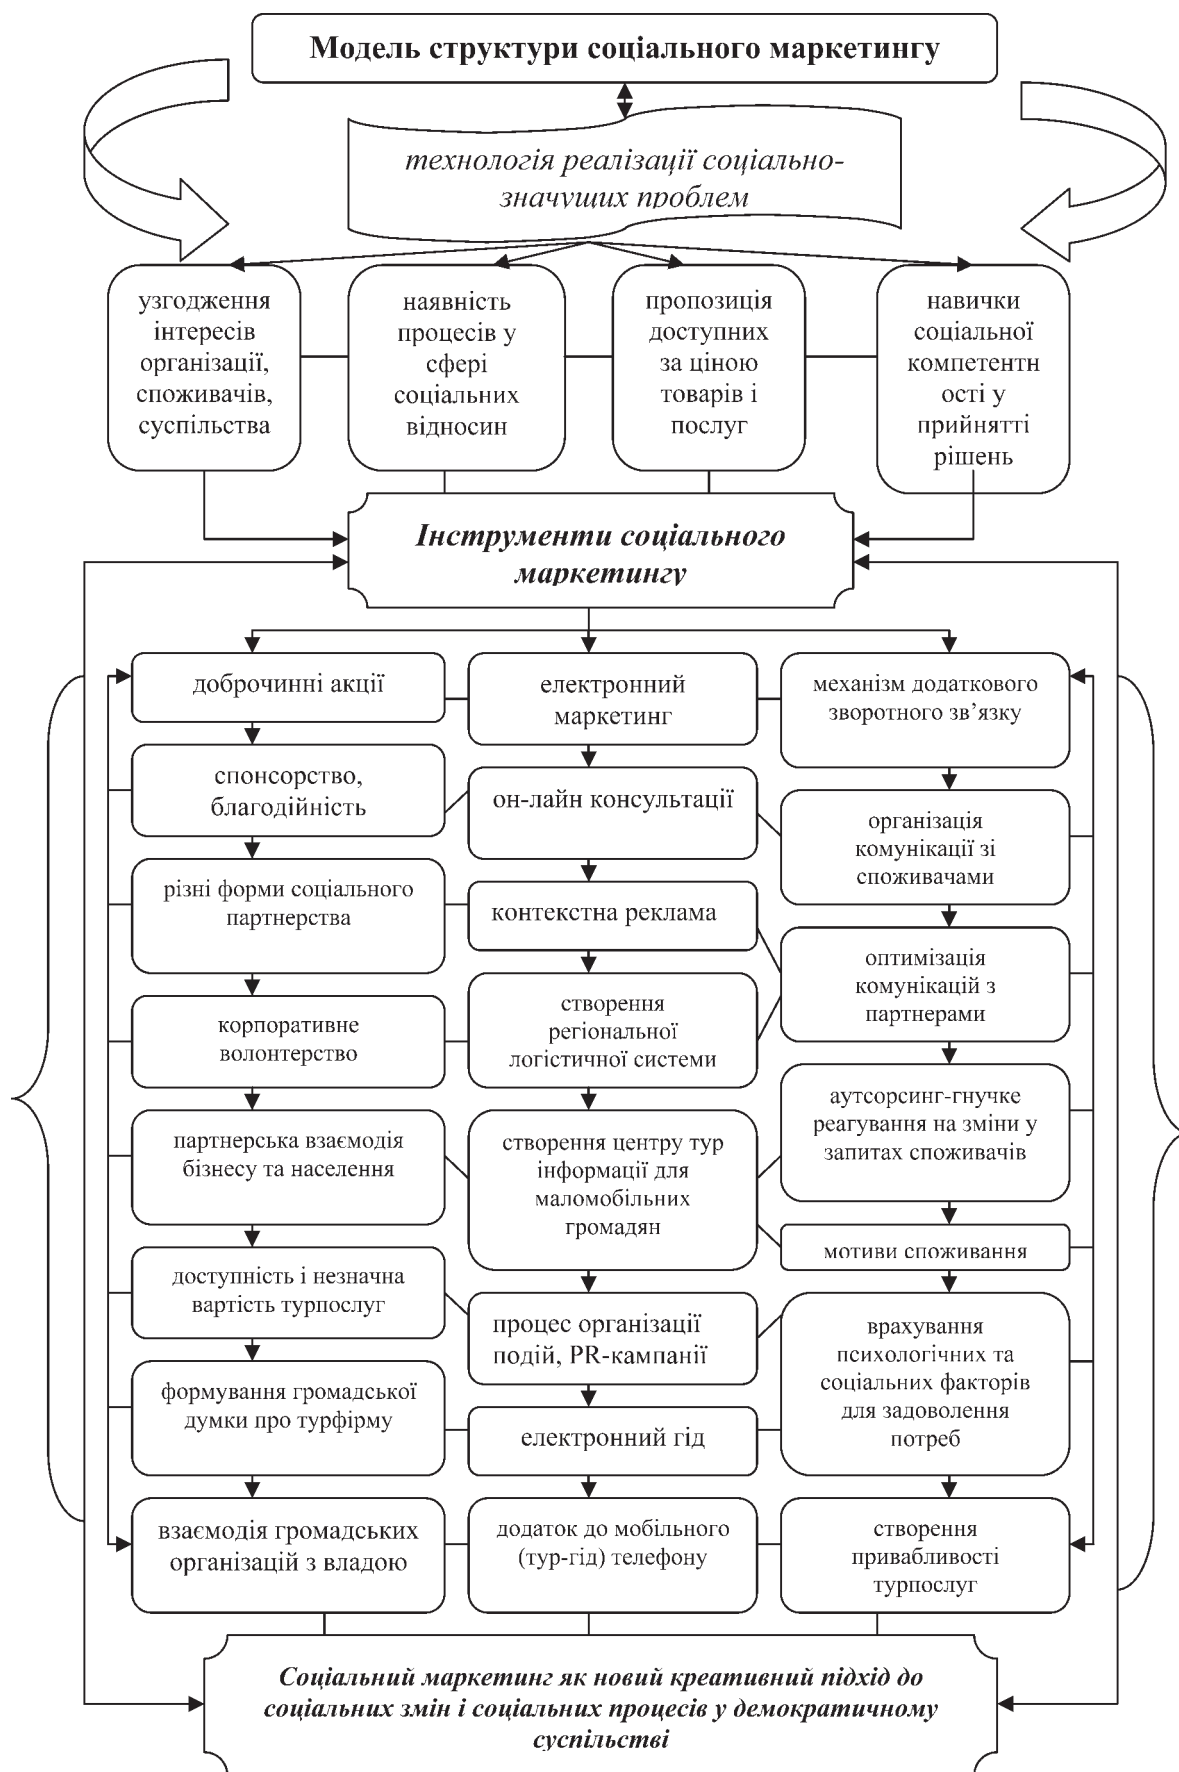 Модель структури соціального маркетингу
технологія реалізації соціально-
значущих проблем
узгодження
інтересів
організації,
споживачів,
суспільства
наявність
процесів у
сфері
соціальних
відносин
пропозиція
доступних
за ціною
товарів і
послуг
навички
соціальної
компетентн
ості у
прийнятті
рішень
Інструменти соціального
маркетингу
доброчинні акції
спонсорство,
благодійність
різні форми соціального
партнерства
корпоративне
волонтерство
партнерська взаємодія
бізнесу та населення
доступність і незначна
вартість турпослуг
формування громадської
думки про турфірму
взаємодія громадських
організацій з владою
електронний
маркетинг
он-лайн консультації
контекстна реклама
створення
регіональної
логістичної системи
створення центру тур
інформації для
маломобільних
громадян
процес організації
подій, PR-кампанії
електронний гід
додаток до мобільного
(тур-гід) телефону
механізм додаткового
зворотного зв’язку
організація
комунікації зі
споживачами
оптимізація
комунікацій з
партнерами
аутсорсинг-гнучке
реагування на зміни у
запитах споживачів
мотиви споживання
врахування
психологічних та
соціальних факторів
для задоволення
потреб
створення
привабливості
турпослуг
Соціальний маркетинг як новий креативний підхід до
соціальних змін і соціальних процесів у демократичному
суспільстві